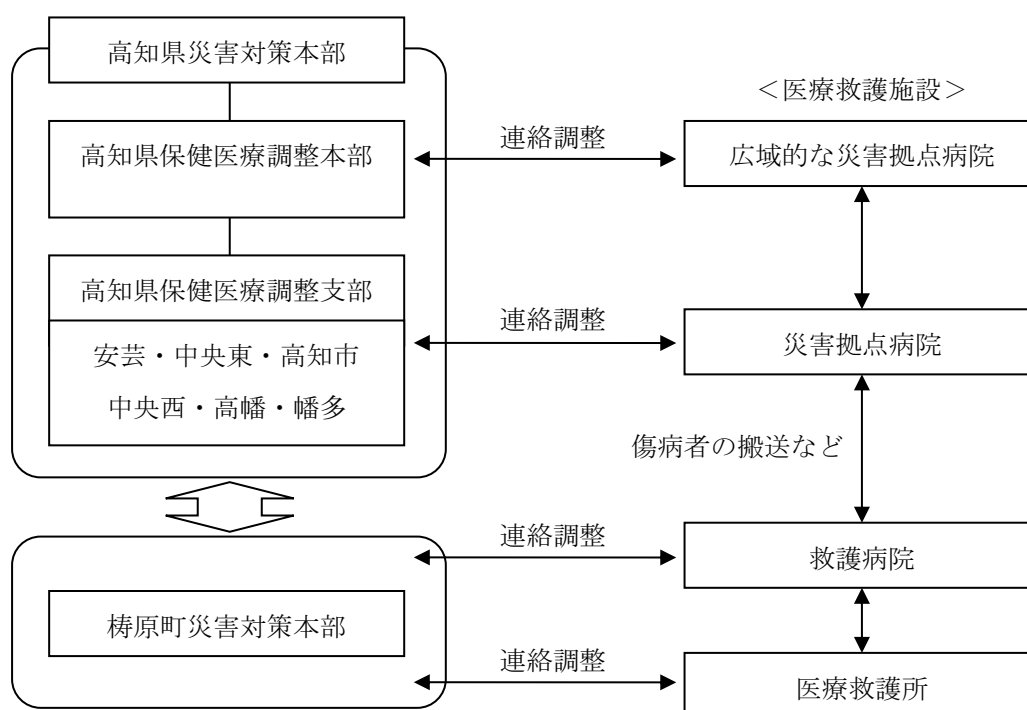 高知県災害対策本部
＜医療救護施設＞
高知県保健医療調整本部
連絡調整
広域的な災害拠点病院
高知県保健医療調整支部
安芸・中央東・高知市
中央西・高幡・幡多
連絡調整
災害拠点病院
傷病者の搬送など
連絡調整
救護病院
梼原町災害対策本部
連絡調整
医療救護所